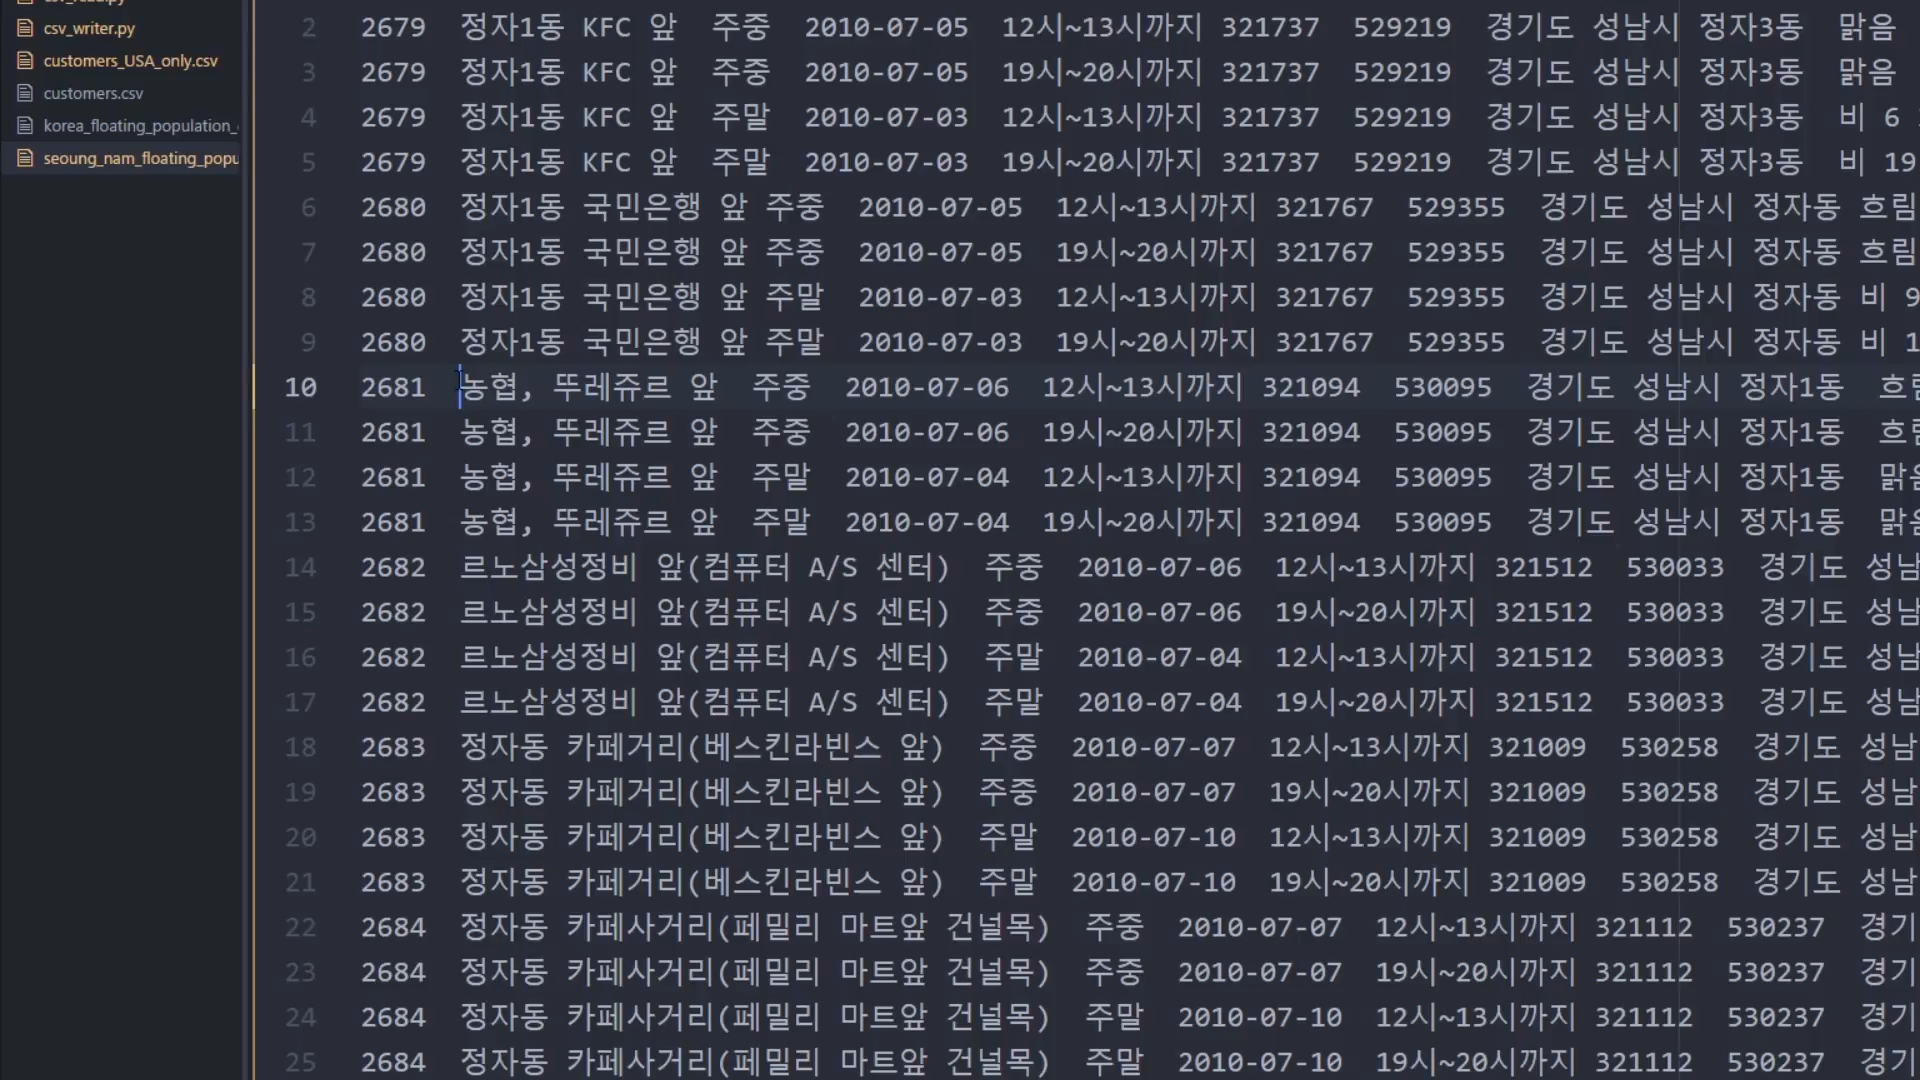 csv_read.py
csv_writer.py
customers_USA_only.csv
customers.csv
korea_floating_population_
seoung_nam_floating_popu
2 2679 정자1동 KFC 앞 주중 2010-07-05 12시~13시까지 321737 529219 경기도 성남시 정자3동 맑음
3 2679 정자1동 KFC 앞 주중 2010-07-05 19시~20시까지 321737 529219 경기도 성남시 정자3동 맑음
4 2679 정자1동 KFC 앞 주말 2010-07-03 12시~13시까지 321737 529219 경기도 성남시 정자3동 비 6
5 2679 정자1동 KFC 앞 주말 2010-07-03 19시~20시까지 321737 529219 경기도 성남시 정자3동 비 19
6 2680 정자1동 국민은행 앞 주중 2010-07-05 12시~13시까지 321767 529355 경기도 성남시 정자동 흐림
7 2680 정자1동 국민은행 앞 주중 2010-07-05 19시~20시까지 321767 529355 경기도 성남시 정자동 흐림
8 2680 정자1동 국민은행 앞 주말 2010-07-03 12시~13시까지 321767 529355 경기도 성남시 정자동 비 9
9 2680 정자1동 국민은행 앞 주말 2010-07-03 19시~20시까지 321767 529355 경기도 성남시 정자동 비 1
10 2681 농협, 뚜레쥬르 앞 주중 2010-07-06 12시~13시까지 321094 530095 경기도 성남시 정자1동 흐림
11 2681 농협, 뚜레쥬르 앞 주중 2010-07-06 19시~20시까지 321094 530095 경기도 성남시 정자1동 흐림
12 2681 농협, 뚜레쥬르 앞 주말 2010-07-04 12시~13시까지 321094 530095 경기도 성남시 정자1동 맑음
13 2681 농협, 뚜레쥬르 앞 주말 2010-07-04 19시~20시까지 321094 530095 경기도 성남시 정자1동 맑음
14 2682 르노삼성정비 앞(컴퓨터 A/S 센터) 주중 2010-07-06 12시~13시까지 321512 530033 경기도 성남
15 2682 르노삼성정비 앞(컴퓨터 A/S 센터) 주중 2010-07-06 19시~20시까지 321512 530033 경기도 성남
16 2682 르노삼성정비 앞(컴퓨터 A/S 센터) 주말 2010-07-04 12시~13시까지 321512 530033 경기도 성남
17 2682 르노삼성정비 앞(컴퓨터 A/S 센터) 주말 2010-07-04 19시~20시까지 321512 530033 경기도 성남
18 2683 정자동 카페거리(베스킨라빈스 앞) 주중 2010-07-07 12시~13시까지 321009 530258 경기도 성남
19 2683 정자동 카페거리(베스킨라빈스 앞) 주중 2010-07-07 19시~20시까지 321009 530258 경기도 성남
20 2683 정자동 카페거리(베스킨라빈스 앞) 주말 2010-07-10 12시~13시까지 321009 530258 경기도 성남
21 2683 정자동 카페거리(베스킨라빈스 앞) 주말 2010-07-10 19시~20시까지 321009 530258 경기도 성남
22 2684 정자동 카페사거리(페밀리 마트앞 건널목) 주중 2010-07-07 12시~13시까지 321112 530237 경기
23 2684 정자동 카페사거리(페밀리 마트앞 건널목) 주중 2010-07-07 19시~20시까지 321112 530237 경기
24 2684 정자동 카페사거리(페밀리 마트앞 건널목) 주말 2010-07-10 12시~13시까지 321112 530237 경기
25 2684 정자동 카페사거리(페밀리 마트앞 건널목) 주말 2010-07-10 19시~20시까지 321112 530237 경기